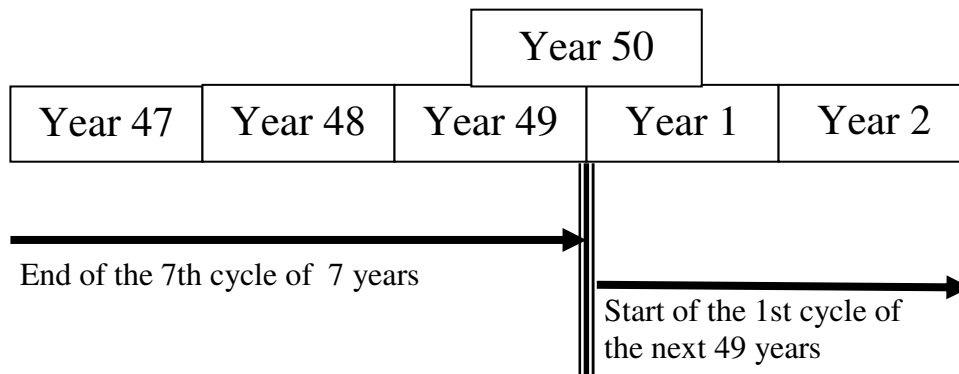 Year 50
Year 47 Year 48 Year 49 Year 1 Year 2
End of the 7th cycle of 7 years
Start of the 1st cycle of
the next 49 years